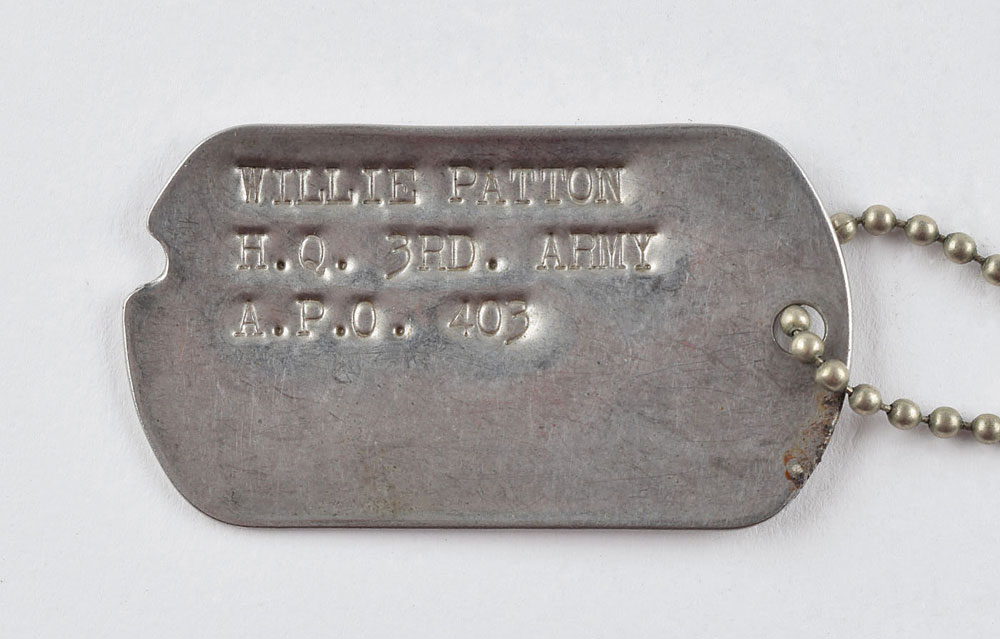 WILLIE PATTON
H.Q. 3RD. ARMY
A.P.O. 403